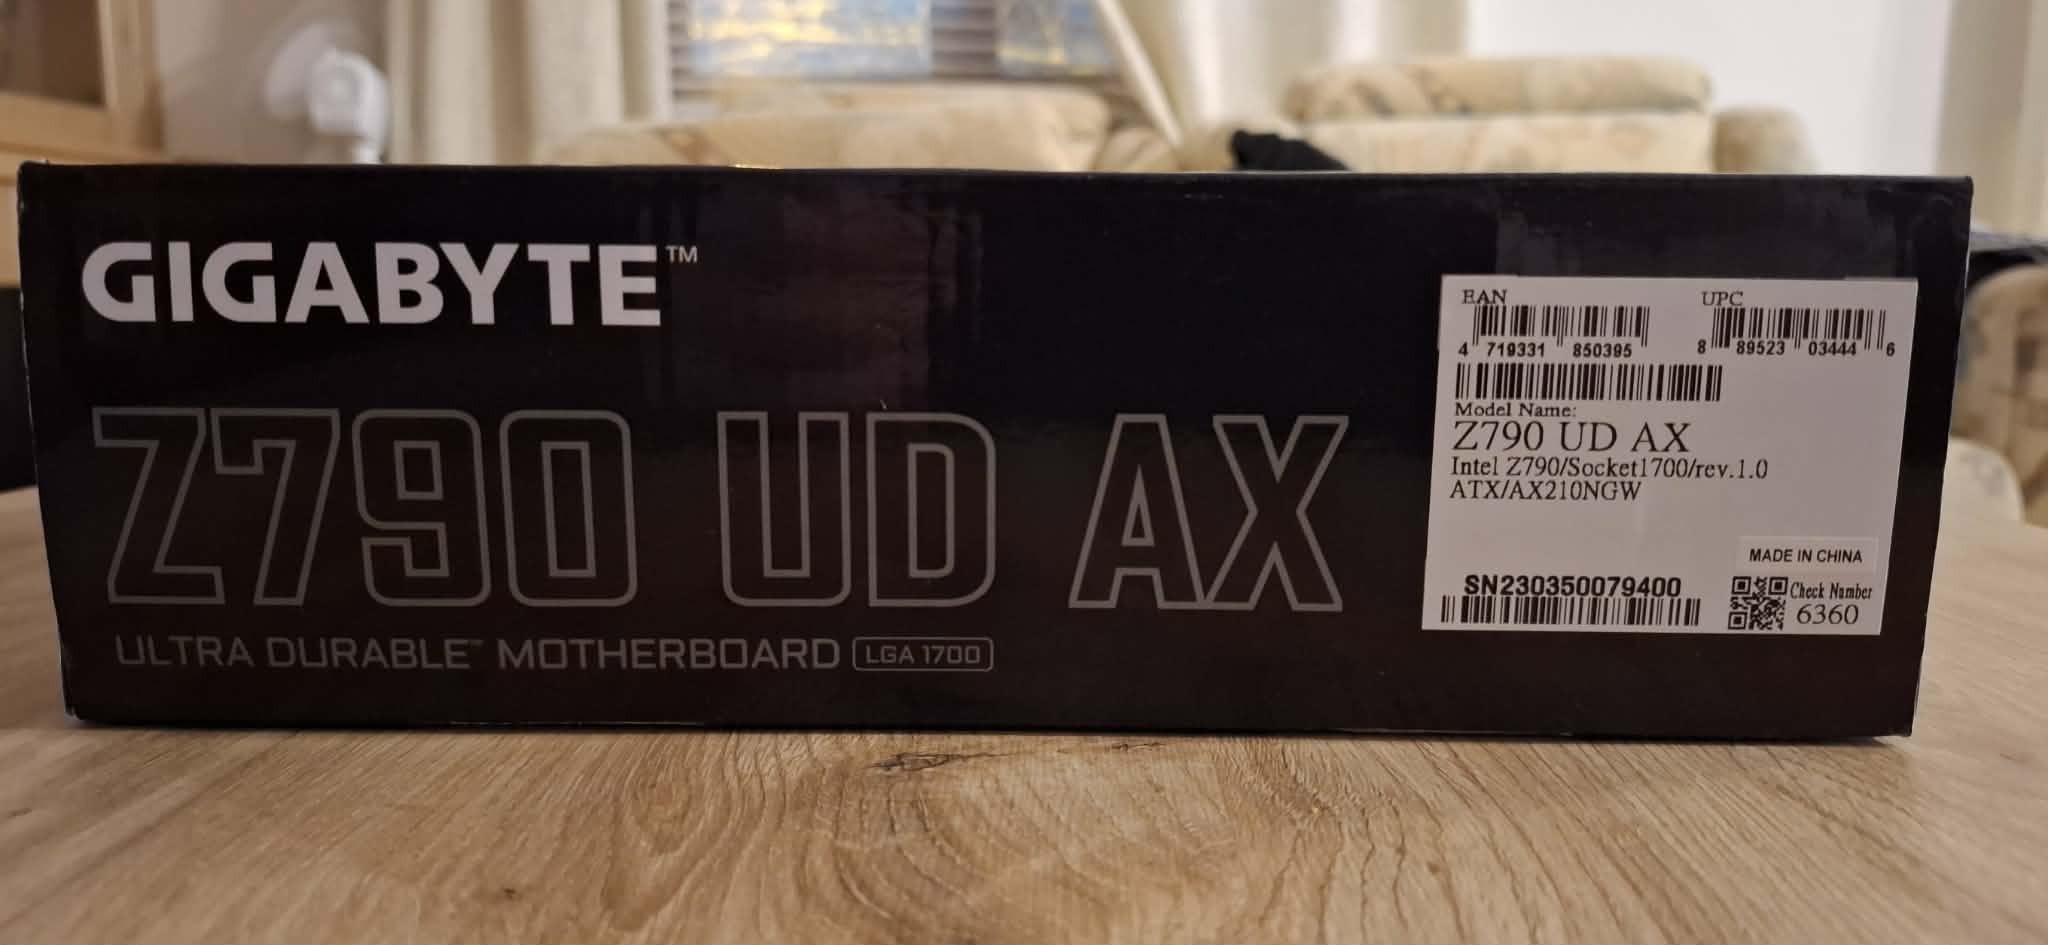 GIGABYTE™
Z790 UD AX
ULTRA DURABLE™ MOTHERBOARD LGA 1700
EAN UPC
4 719331 850395 8 89523 03444 6
Model Name:
Z790 UD AX
Intel Z790/Socket1700/rev.1.0
ATX/AX210NGW
MADE IN CHINA
SN230350079400
Check Number
6360